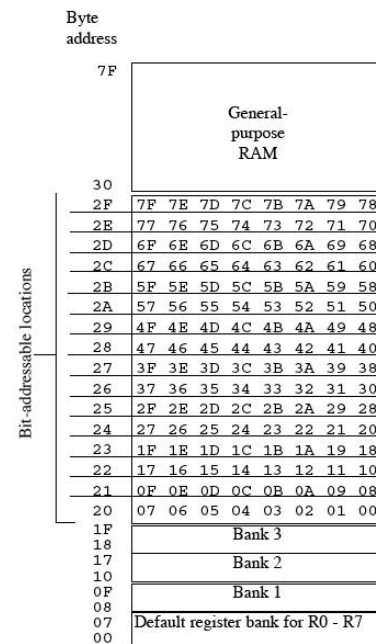 Byte
address
7F
General-
purpose
RAM
30
2F 7F 7E 7D 7C 7B 7A 79 78
2E 77 76 75 74 73 72 71 70
2D 6F 6E 6D 6C 6B 6A 69 68
2C 67 66 65 64 63 62 61 60
2B 5F 5E 5D 5C 5B 5A 59 58
2A 57 56 55 54 53 52 51 50
29 4F 4E 4D 4C 4B 4A 49 48
28 47 46 45 44 43 42 41 40
27 3F 3E 3D 3C 3B 3A 39 38
26 37 36 35 34 33 32 31 30
25 2F 2E 2D 2C 2B 2A 29 28
24 27 26 25 24 23 22 21 20
23 1F 1E 1D 1C 1B 1A 19 18
22 17 16 15 14 13 12 11 10
21 0F 0E 0D 0C 0B 0A 09 08
20 07 06 05 04 03 02 01 00
Bit-addressable locations
1F
Bank 3
18
17
Bank 2
10
0F
Bank 1
08
07 Default register bank for R0 - R7
00